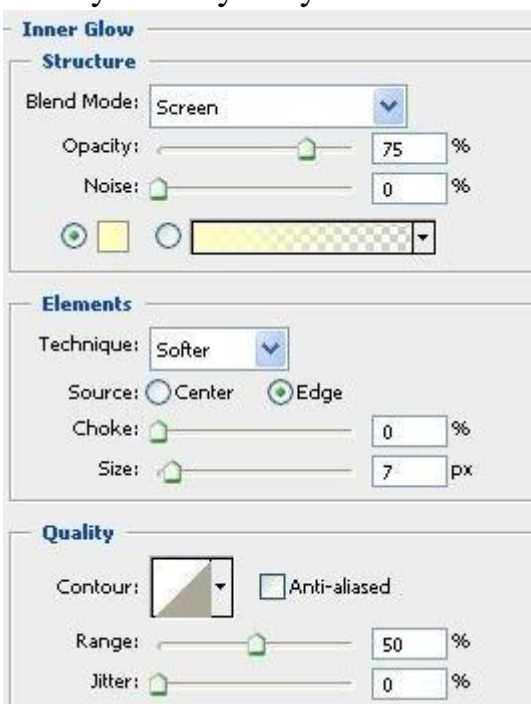 Inner Glow
Structure
Blend Mode: Screen
Opacity: 75 %
Noise: 0 %
Elements
Technique: Softer
Source: Center Edge
Choke: 0 %
Size: 7 px
Quality
Contour: Anti-aliased
Range: 50 %
Jitter: 0 %